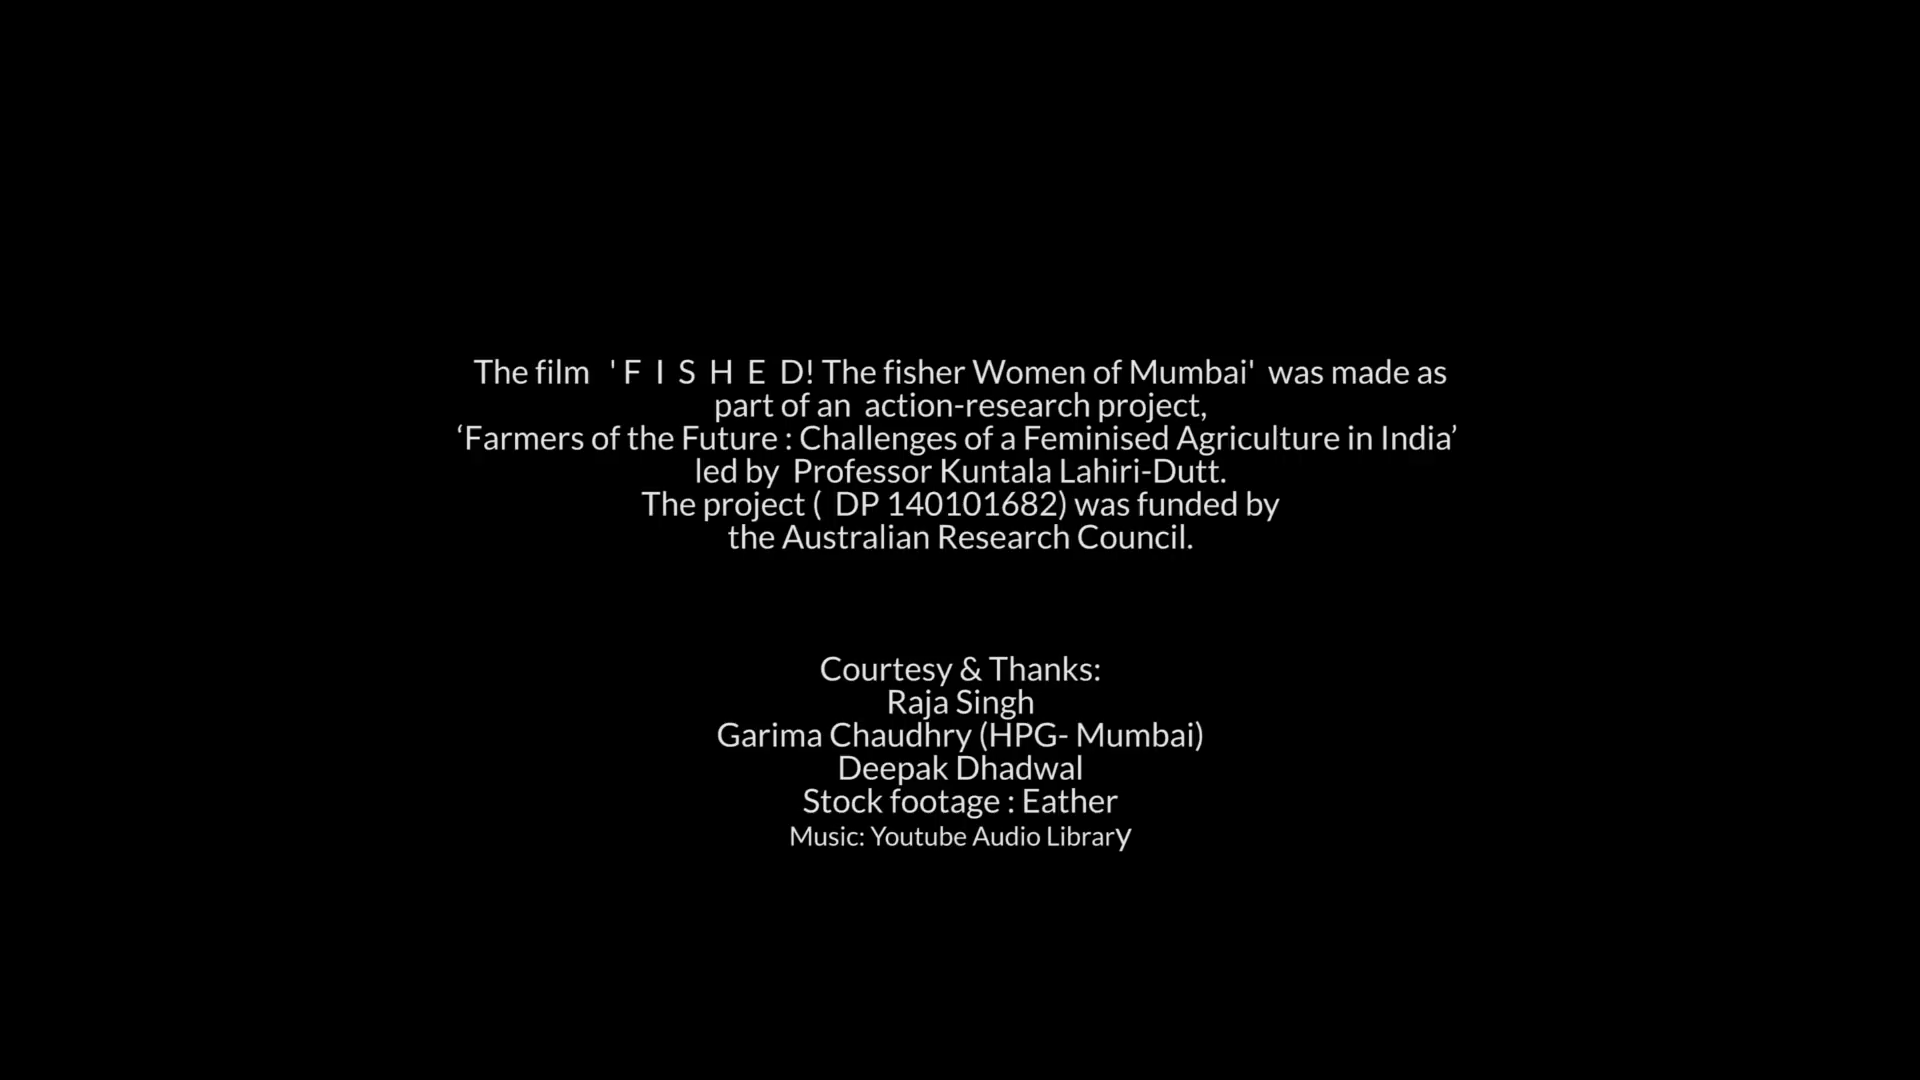 The film 'F I S H E D! The fisher Women of Mumbai' was made as
part of an action-research project,
‘Farmers of the Future : Challenges of a Feminised Agriculture in India’
led by Professor Kuntala Lahiri-Dutt.
The project ( DP 140101682) was funded by
the Australian Research Council.
Courtesy & Thanks:
Raja Singh
Garima Chaudhry (HPG- Mumbai)
Deepak Dhadwal
Stock footage : Eather
Music: Youtube Audio Library